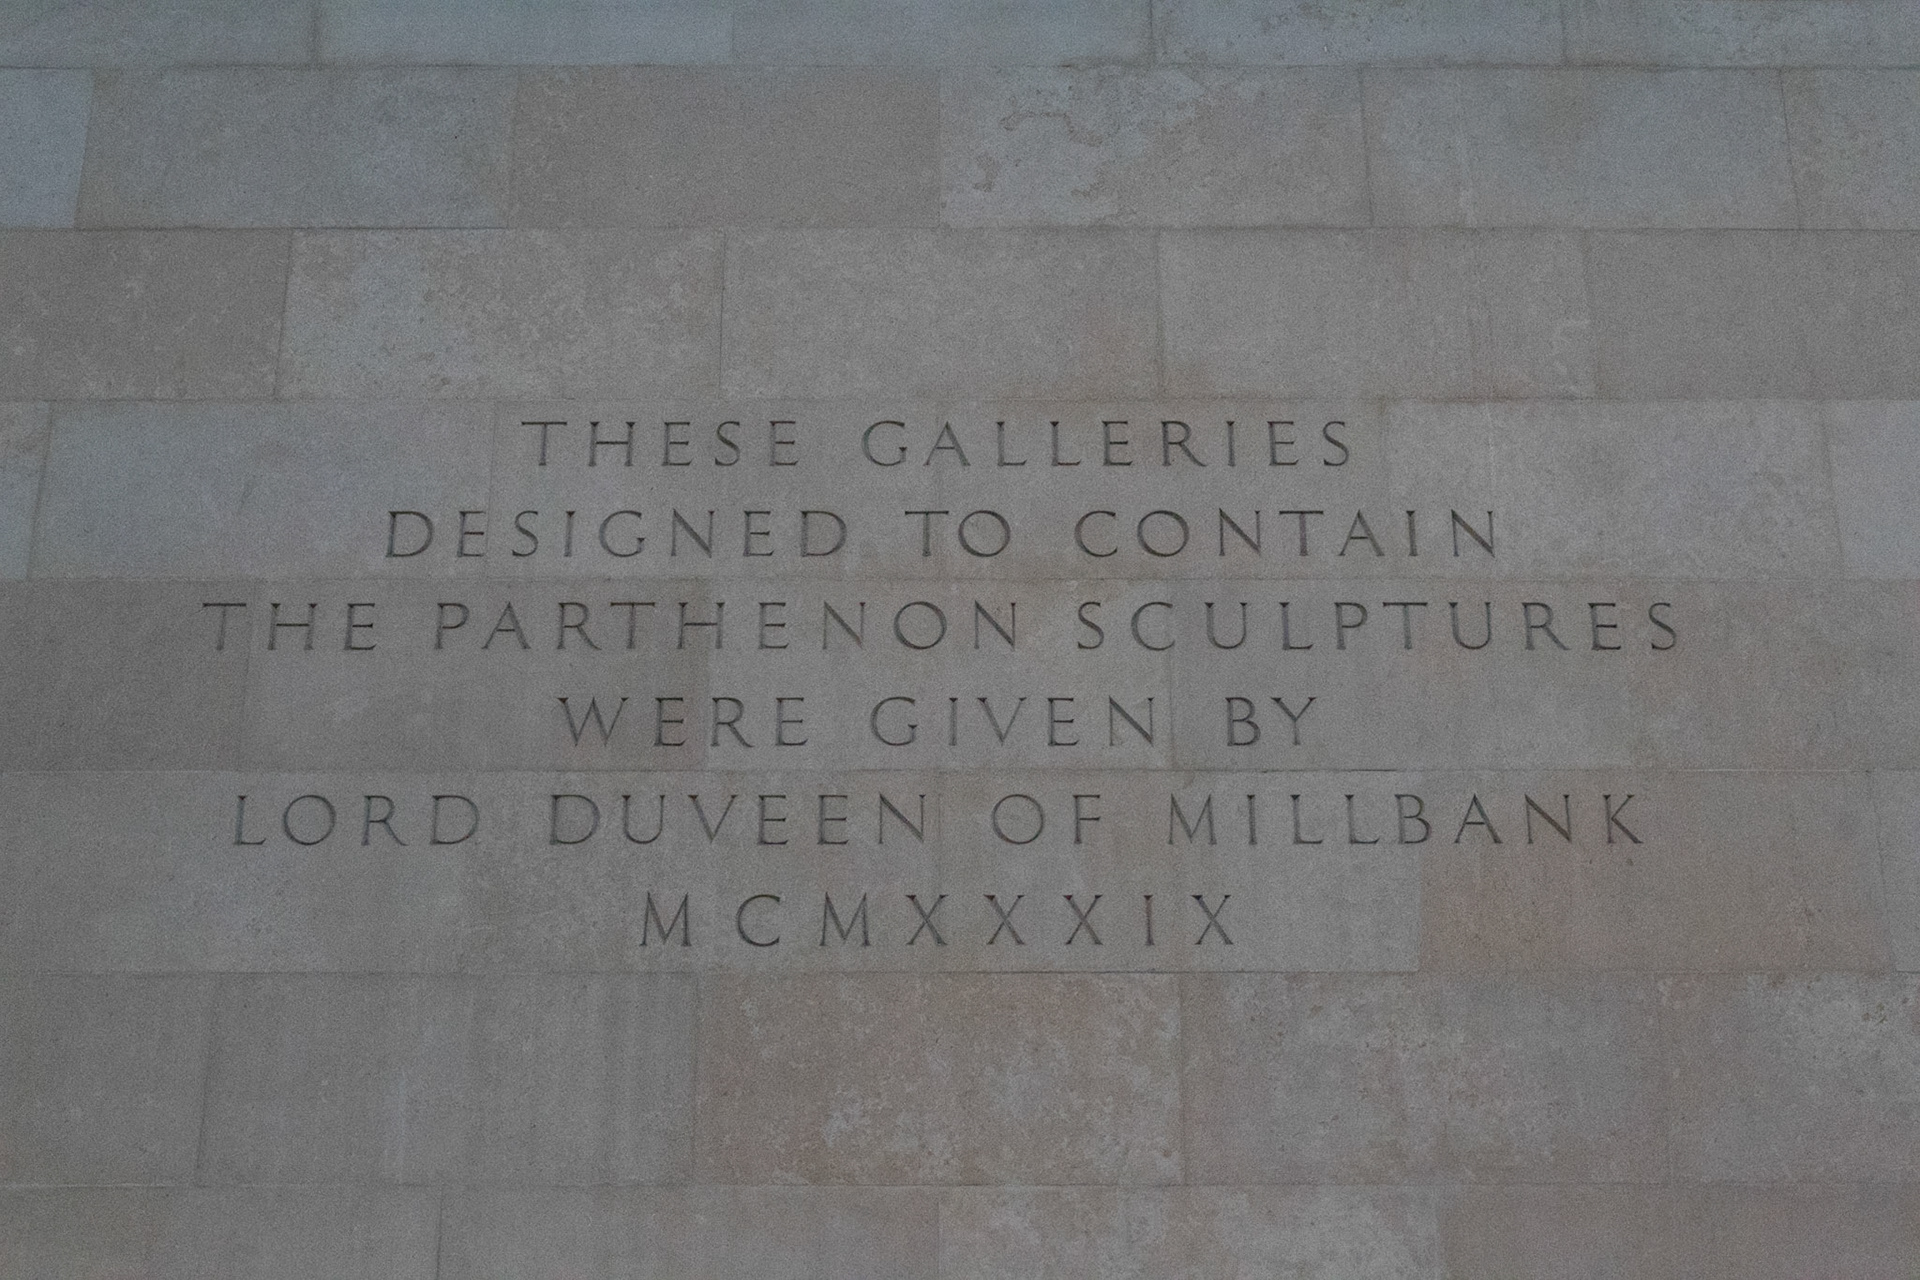 THESE GALLERIES
DESIGNED TO CONTAIN
THE PARTHENON SCULPTURES
WERE GIVEN BY
LORD DUVEEN OF MILLBANK
MCMXXXIX